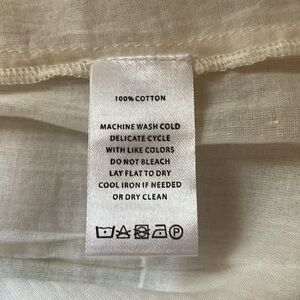 100% COTTON
MACHINE WASH COLD
DELICATE CYCLE
WITH LIKE COLORS
DO NOT BLEACH
LAY FLAT TO DRY
COOL IRON IF NEEDED
OR DRY CLEAN